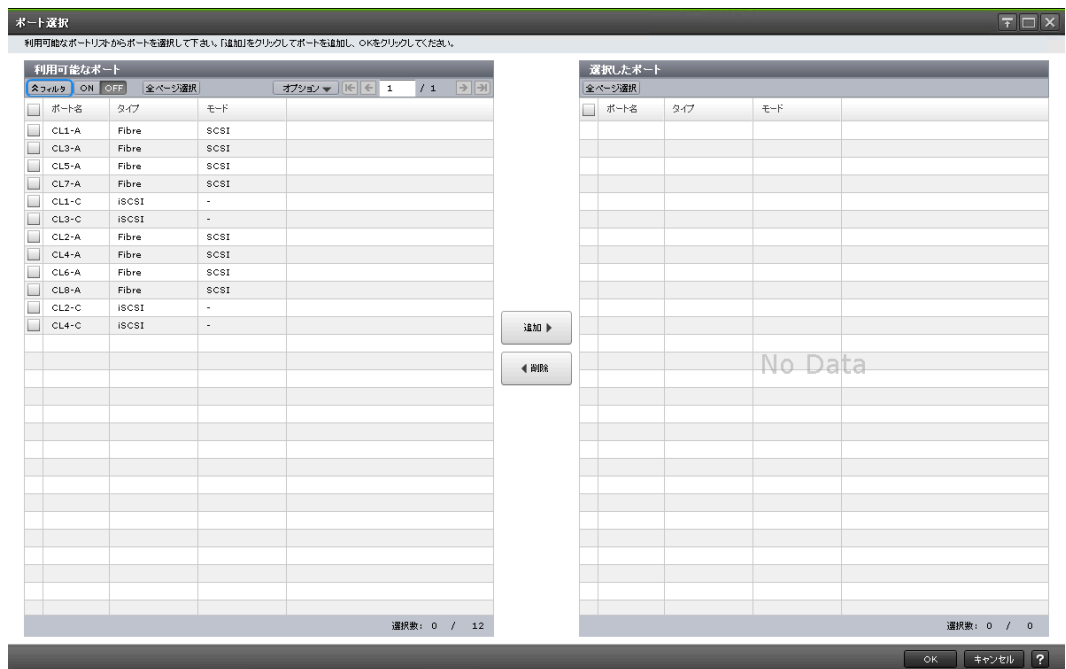 ポート選択
利用可能なポートリストからポートを選択して下さい。「追加」をクリックしてポートを追加し、OKをクリックしてください。
利用可能なポート
フィルタ ON OFF 全ページ選択 オプション 1 / 1
ポート名 タイプ モード
CL1-A Fibre SCSI
CL3-A Fibre SCSI
CL5-A Fibre SCSI
CL7-A Fibre SCSI
CL1-C iSCSI -
CL3-C iSCSI -
CL2-A Fibre SCSI
CL4-A Fibre SCSI
CL6-A Fibre SCSI
CL8-A Fibre SCSI
CL2-C iSCSI -
CL4-C iSCSI -
選択数: 0 / 12
追加
削除
選択したポート
全ページ選択
ポート名 タイプ モード
No Data
選択数: 0 / 0
OK キャンセル ?